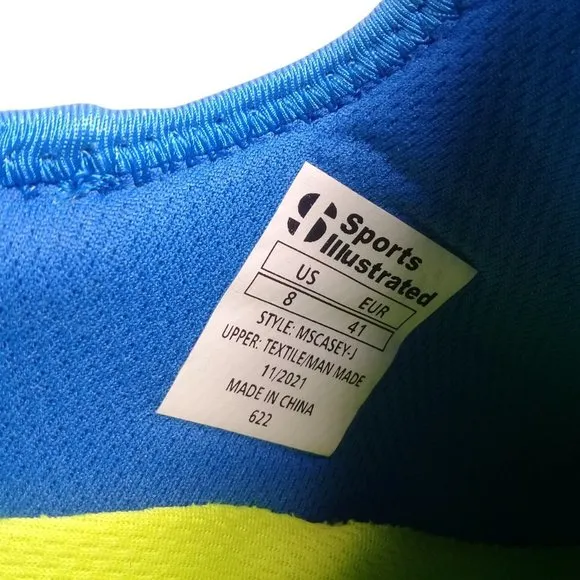 Sports
Illustrated
US EUR
8 41
STYLE: MSCASEY-J
UPPER: TEXTILE/MAN MADE
11/2021
MADE IN CHINA
622